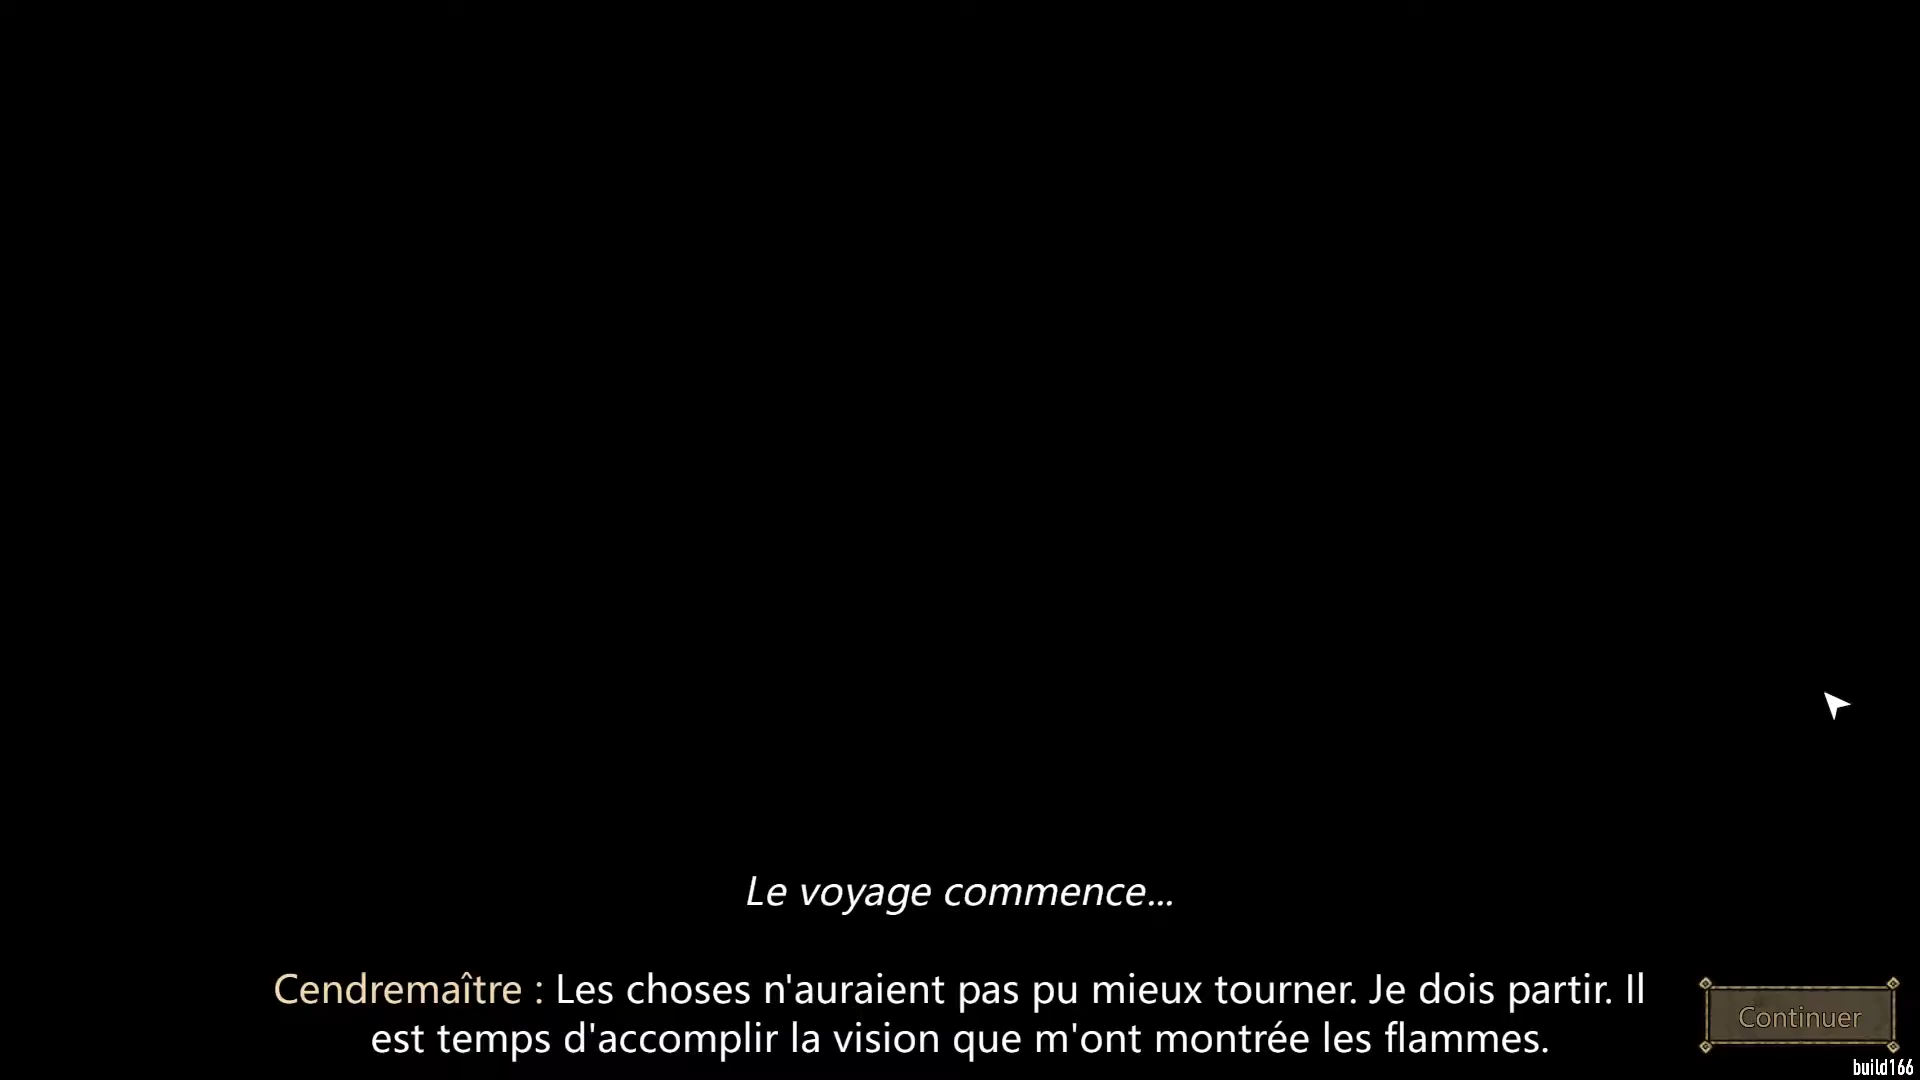 Le voyage commence...
Cendremaître : Les choses n'auraient pas pu mieux tourner. Je dois partir. Il
est temps d'accomplir la vision que m'ont montrée les flammes.
Continuer
build166